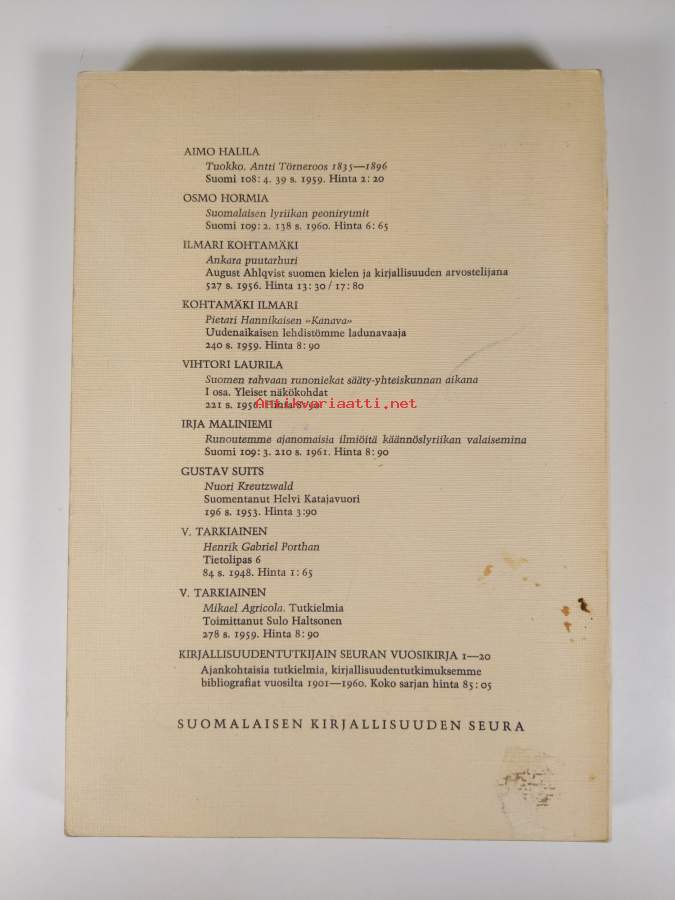 AIMO HALILA
Tuokko. Antti Törneroos 1835—1896
Suomi 108: 4. 39 s. 1959. Hinta 2: 20
OSMO HORMIA
Suomalaisen lyriikan peonirytmit
Suomi 109: 2. 138 s. 1960. Hinta 6: 65
ILMARI KOHTAMÄKI
Ankara puutarhuri
August Ahlqvist suomen kielen ja kirjallisuuden arvostelijana
527 s. 1956. Hinta 13: 30 / 17: 80
KOHTAMÄKI ILMARI
Pietari Hannikaisen »Kanava»
Uudenaikaisen lehdistömme ladunavaaja
240 s. 1959. Hinta 8: 90
VIHTORI LAURILA
Suomen rahvaan runoniekat sääty-yhteiskunnan aikana
I osa. Yleiset näkökohdat
221 s. 1956. Hinta 8: 90
Antikvariaatti.net
IRJA MALINIEMI
Runoutemme ajanomaisia ilmiöitä käännöslyriikan valaisemina
Suomi 109: 3. 210 s. 1961. Hinta 8: 90
GUSTAV SUITS
Nuori Kreutzwald
Suomentanut Helvi Katajavuori
196 s. 1953. Hinta 3:90
V. TARKIAINEN
Henrik Gabriel Porthan
Tietolipas 6
84 s. 1948. Hinta 1: 65
V. TARKIAINEN
Mikael Agricola. Tutkielmia
Toimittanut Sulo Haltsonen
278 s. 1959. Hinta 8: 90
KIRJALLISUUDENTUTKIJAIN SEURAN VUOSIKIRJA 1—20
Ajankohtaisia tutkielmia, kirjallisuudentutkimuksemme
bibliografiat vuosilta 1901—1960. Koko sarjan hinta 85: 05
SUOMALAISEN KIRJALLISUUDEN SEURA